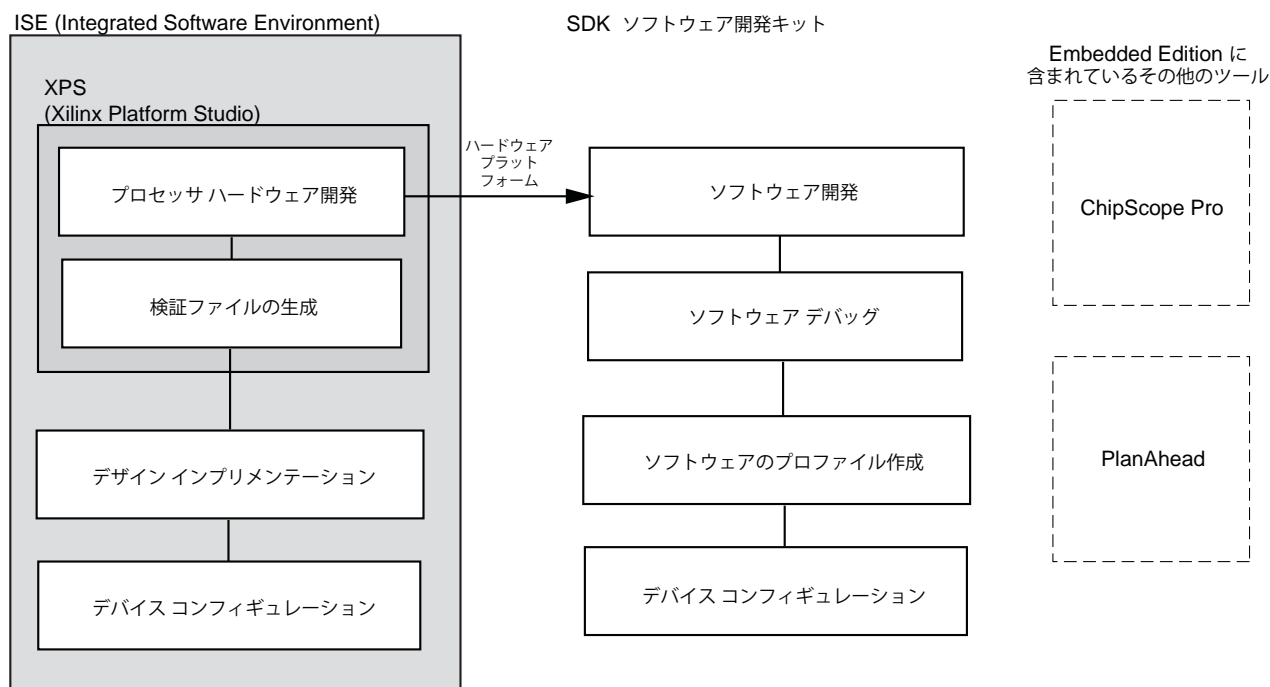 ISE (Integrated Software Environment)
XPS
(Xilinx Platform Studio)
プロセッサ ハードウェア開発
検証ファイルの生成
デザイン インプリメンテーション
デバイス コンフィギュレーション
ハードウェア
プラット
フォーム
SDK ソフトウェア開発キット
ソフトウェア開発
ソフトウェア デバッグ
ソフトウェアのプロファイル作成
デバイス コンフィギュレーション
Embedded Edition に
含まれているその他のツール
ChipScope Pro
PlanAhead